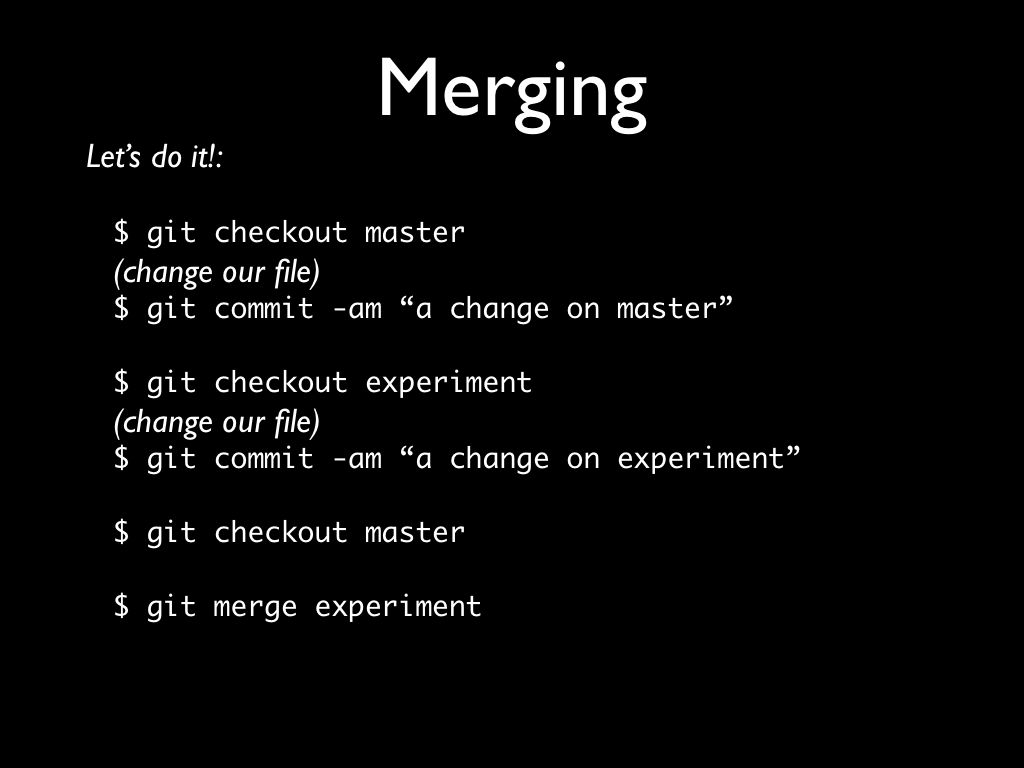 Merging
Let’s do it!:
$ git checkout master
(change our file)
$ git commit -am “a change on master”
$ git checkout experiment
(change our file)
$ git commit -am “a change on experiment”
$ git checkout master
$ git merge experiment